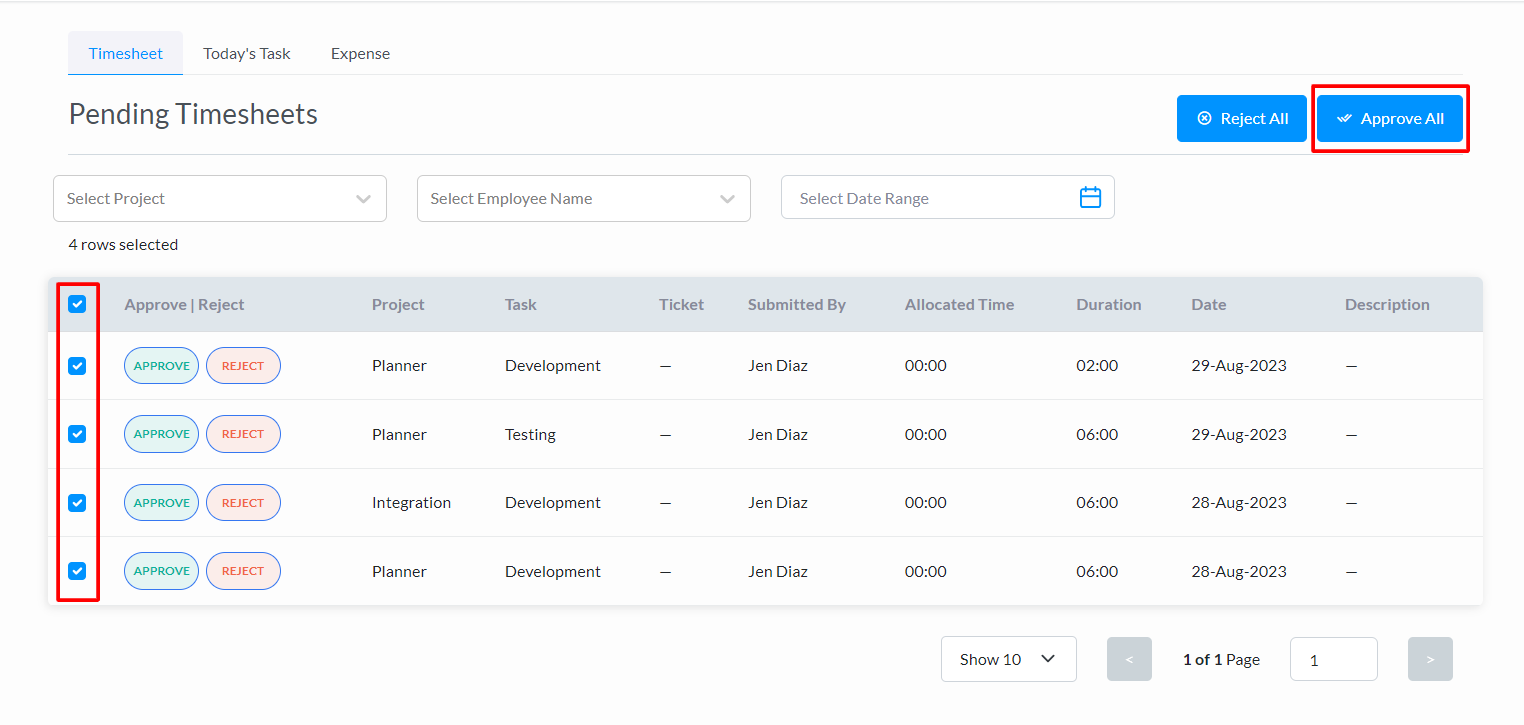 Timesheet Today's Task Expense
Pending Timesheets
Reject All Approve All
Select Project Select Employee Name Select Date Range
4 rows selected
Approve | Reject Project Task Ticket Submitted By Allocated Time Duration Date Description
APPROVE REJECT Planner Development — Jen Diaz 00:00 02:00 29-Aug-2023 —
APPROVE REJECT Planner Testing — Jen Diaz 00:00 06:00 29-Aug-2023 —
APPROVE REJECT Integration Development — Jen Diaz 00:00 06:00 28-Aug-2023 —
APPROVE REJECT Planner Development — Jen Diaz 00:00 06:00 28-Aug-2023 —
Show 10 < 1 of 1 Page 1 >